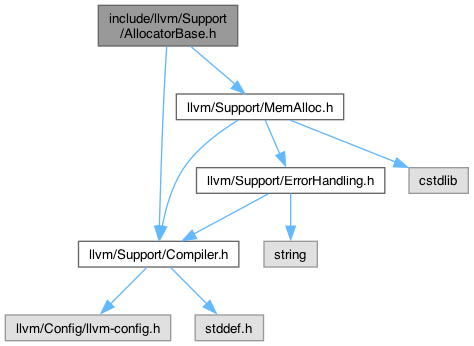 include/llvm/Support
/AllocatorBase.h
llvm/Support/MemAlloc.h
llvm/Support/ErrorHandling.h
cstdlib
llvm/Support/Compiler.h
string
llvm/Config/llvm-config.h
stddef.h